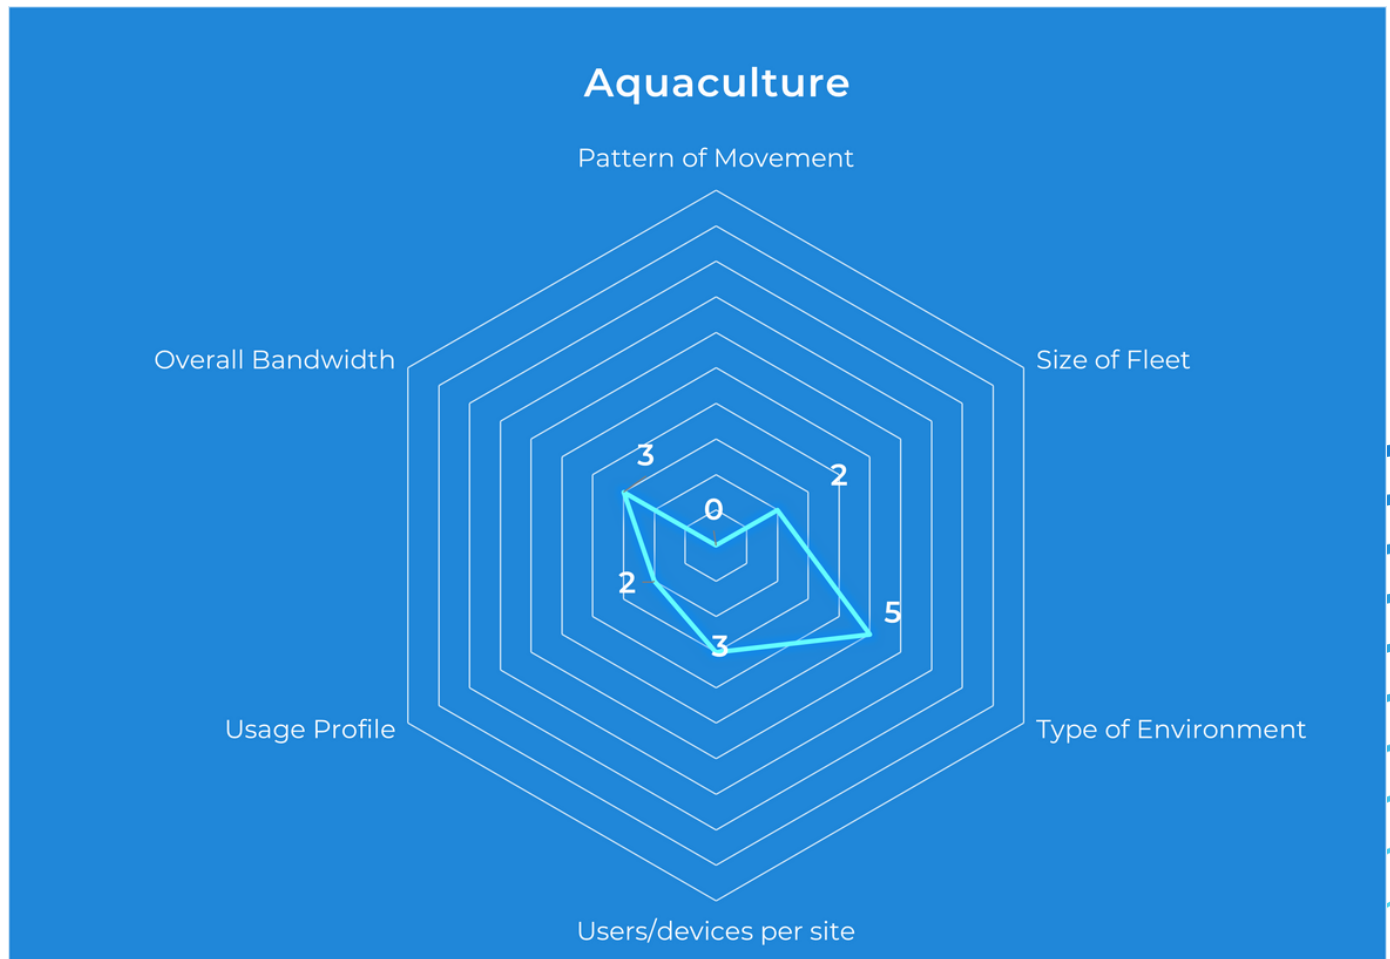 Aquaculture
Pattern of Movement
Overall Bandwidth
Size of Fleet
3
2
0
2
5
3
Usage Profile
Type of Environment
Users/devices per site